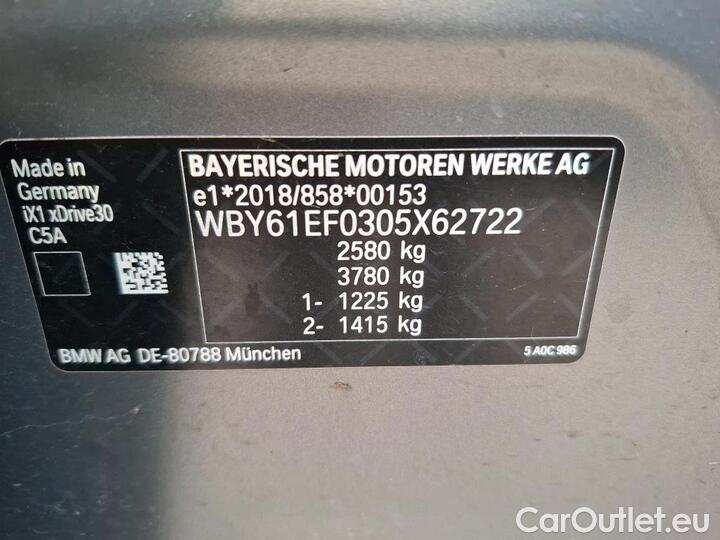 Made in
Germany
iX1 xDrive30
C5A
BAYERISCHE MOTOREN WERKE AG
e1*2018/858*00153
WBY61EF0305X62722
2580 kg
3780 kg
1- 1225 kg
2- 1415 kg
BMW AG DE-80788 München
5 A0C 986
CarOutlet.eu